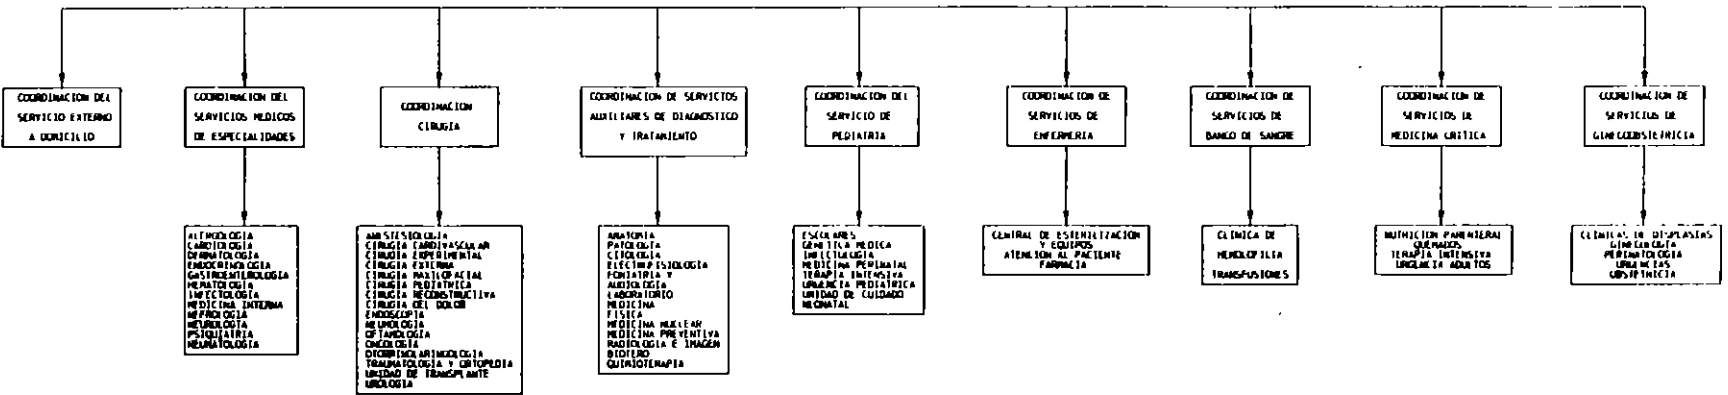 COORDINACION DEL
SERVICIO EXTERNO
A DOMICILIO
COORDINACION DEL
SERVICIOS MEDICOS
DE ESPECIALIDADES
COORDINACION
CIRUGIA
COORDINACION DE SERVICIOS
AUXILIARES DE DIAGNOSTICO
Y TRATAMIENTO
COORDINACION DEL
SERVICIO DE
PEDIATRIA
COORDINACION DE
SERVICIOS DE
ENFERMERIA
COORDINACION DE
SERVICIOS DE
BANCO DE SANGRE
COORDINACION DE
SERVICIOS DE
MEDICINA CRITICA
COORDINACION DE
SERVICIOS DE
GINECOOBSTETRICIA
CARDIOLOGIA
DERMATOLOGIA
ENDOCRINOLOGIA
GASTROENTEROLOGIA
HEMATOLOGIA
INFECTOLOGIA
MEDICINA INTERNA
NEFROLOGIA
NEUROLOGIA
PSIQUIATRIA
REUMATOLOGIA
ANESTESIOLOGIA
CIRUGIA CARDIVASCULAR
CIRUGIA EXPERIMENTAL
CIRUGIA EXTERNA
CIRUGIA MAXILOFACIAL
CIRUGIA PEDIATRICA
CIRUGIA RECONSTRUCTIVA
CIRUGIA DEL DOLOR
ENDOSCOPIA
NEUMOLOGIA
OFTAMOLOGIA
ONCOLOGIA
OTORRINOLARINGOLOGIA
TRAUMATOLOGIA Y ORTOPEDIA
UNIDAD DE TRANSPLANTE
UROLOGIA
ANATOMIA
PATOLOGIA
CITOLOGIA
ELECTROFISIOLOGIA
FONIATRIA Y
AUDIOLOGIA
LABORATORIO
MEDICINA
FISICA
MEDICINA NUCLEAR
MEDICINA PREVENTIVA
RADIOLOGIA E IMAGEN
BIOTERO
QUIMIOTERAPIA
ESCOLARES
GENETICA MEDICA
INFECTOLOGIA
MEDICINA PERINATAL
TERAPIA INTENSIVA
URGENCIA PEDIATRICA
UNIDAD DE CUIDADO
NEONATAL
CENTRAL DE ESTERILIZACION
Y EQUIPOS
ATENCION AL PACIENTE
FARMACIA
CLINICA DE
HEMOLOFILIA
TRANSFUSIONES
NUTRICION PARENTERAL
QUEMADOS
TERAPIA INTENSIVA
URGENCIA ADULTOS
CLINICAS DE DISPLASIAS
GINECOLOGIA
PERINATOLOGIA
URGENCIAS
OBSTETRICIA